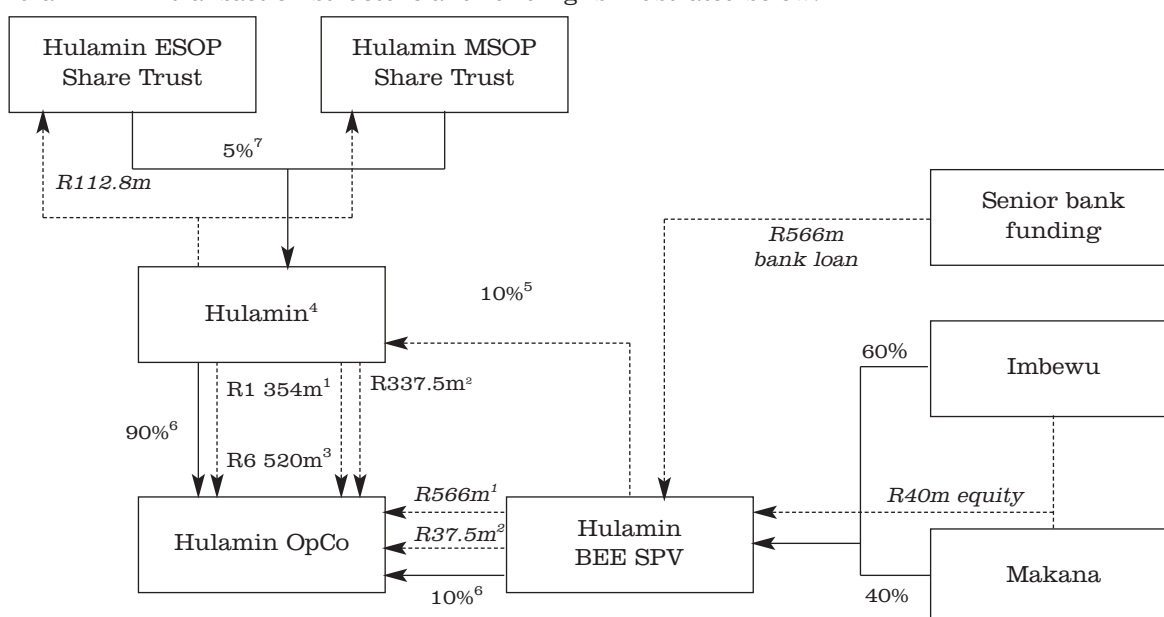 Hulamin ESOP
Share Trust
Hulamin MSOP
Share Trust
5%⁷
R112.8m
Senior bank
funding
R566m
bank loan
10%⁵
Hulamin⁴
60%
Imbewu
R1 354m¹
R337.5m²
90%⁶
R6 520m³
R566m¹
R40m equity
Hulamin OpCo
R37.5m²
Hulamin
BEE SPV
10%⁶
Makana
40%